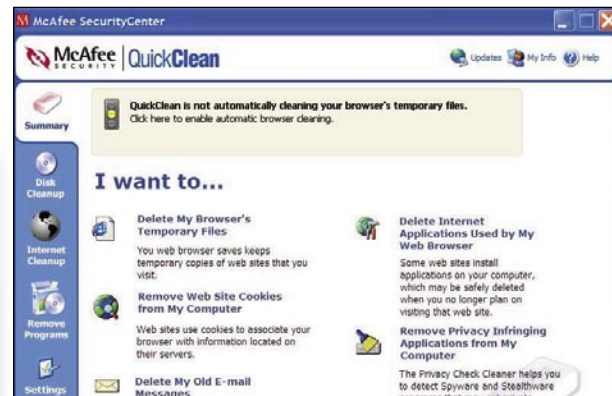 McAfee SecurityCenter
McAfee SECURITY QuickClean
Updates My Info Help
QuickClean is not automatically cleaning your browser's temporary files.
Click here to enable automatic browser cleaning.
Summary
Disk
Cleanup
Internet
Cleanup
Remove
Programs
Settings
I want to...
Delete My Browser's
Temporary Files
You web browser saves keeps
temporary copies of web sites that you
visit.
Remove Web Site Cookies
from My Computer
Web sites use cookies to associate your
browser with information located on
their servers.
Delete My Old E-mail
Messages
Delete Internet
Applications Used by My
Web Browser
Some web sites install
applications on your computer,
which may be safely deleted
when you no longer plan on
visiting that web site.
Remove Privacy Infringing
Applications from My
Computer
The Privacy Check Cleaner helps you
to detect Spyware and Stealthware